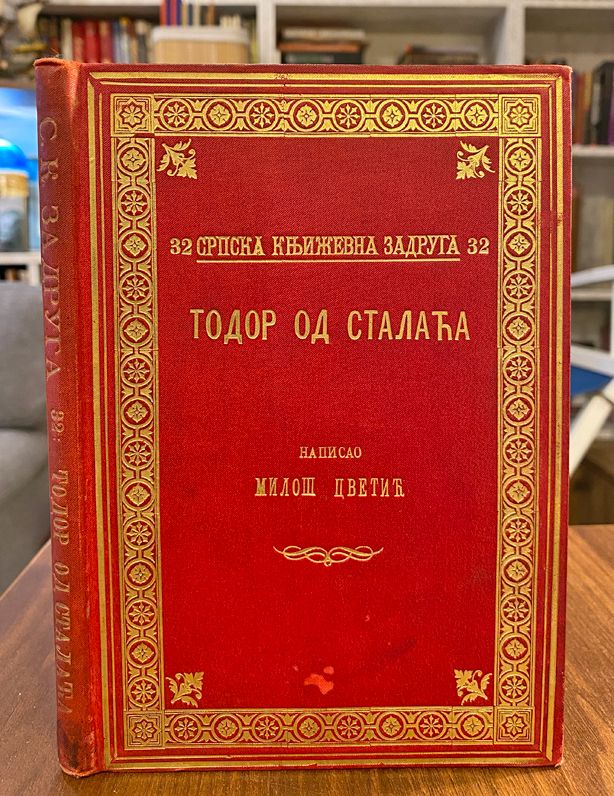 С. К. ЗАДРУГА 32: ТОДОР ОД СТАЛАЋА
32 СРПСКА КЊИЖЕВНА ЗАДРУГА 32
ТОДОР ОД СТАЛАЋА
НАПИСАО
МИЛОШ ЦВЕТИЋ